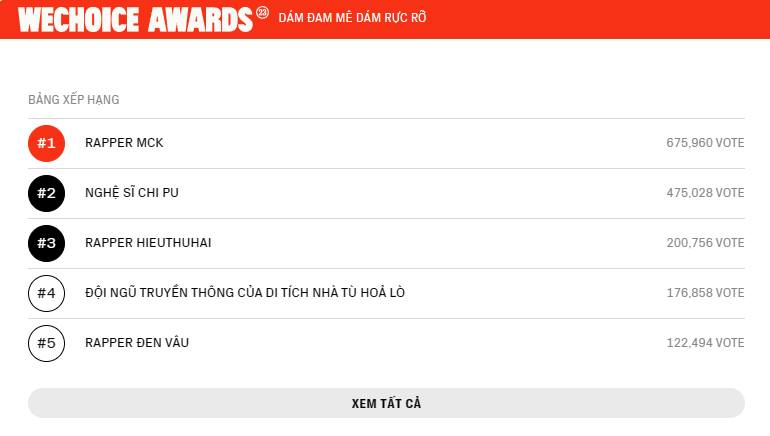 WECHOICE AWARDS 23 DÁM ĐAM MÊ DÁM RỰC RỠ
BẢNG XẾP HẠNG
#1 RAPPER MCK 675,960 VOTE
#2 NGHỆ SĨ CHI PU 475,028 VOTE
#3 RAPPER HIEUTHUHAI 200,756 VOTE
#4 ĐỘI NGŨ TRUYỀN THÔNG CỦA DI TÍCH NHÀ TÙ HOẢ LÒ 176,858 VOTE
#5 RAPPER ĐEN VÂU 122,494 VOTE
XEM TẤT CẢ